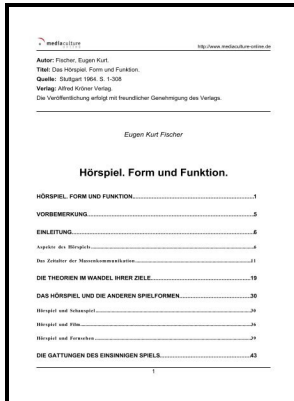 mediaculture
http://www.mediaculture-online.de
Autor: Fischer, Eugen Kurt.
Titel: Das Hörspiel. Form und Funktion.
Quelle: Stuttgart 1964. S. 1-308
Verlag: Alfred Kröner Verlag.
Die Veröffentlichung erfolgt mit freundlicher Genehmigung des Verlags.
Eugen Kurt Fischer
Hörspiel. Form und Funktion.
HÖRSPIEL. FORM UND FUNKTION....................1
VORBEMERKUNG....................5
EINLEITUNG....................6
Aspekte des Hörspiels....................6
Das Zeitalter der Massenkommunikation....................11
DIE THEORIEN IM WANDEL IHRER ZIELE....................19
DAS HÖRSPIEL UND DIE ANDEREN SPIELFORMEN....................30
Hörspiel und Schauspiel....................30
Hörspiel und Film....................36
Hörspiel und Fernsehen....................39
DIE GATTUNGEN DES EINSINNIGEN SPIELS....................43
1